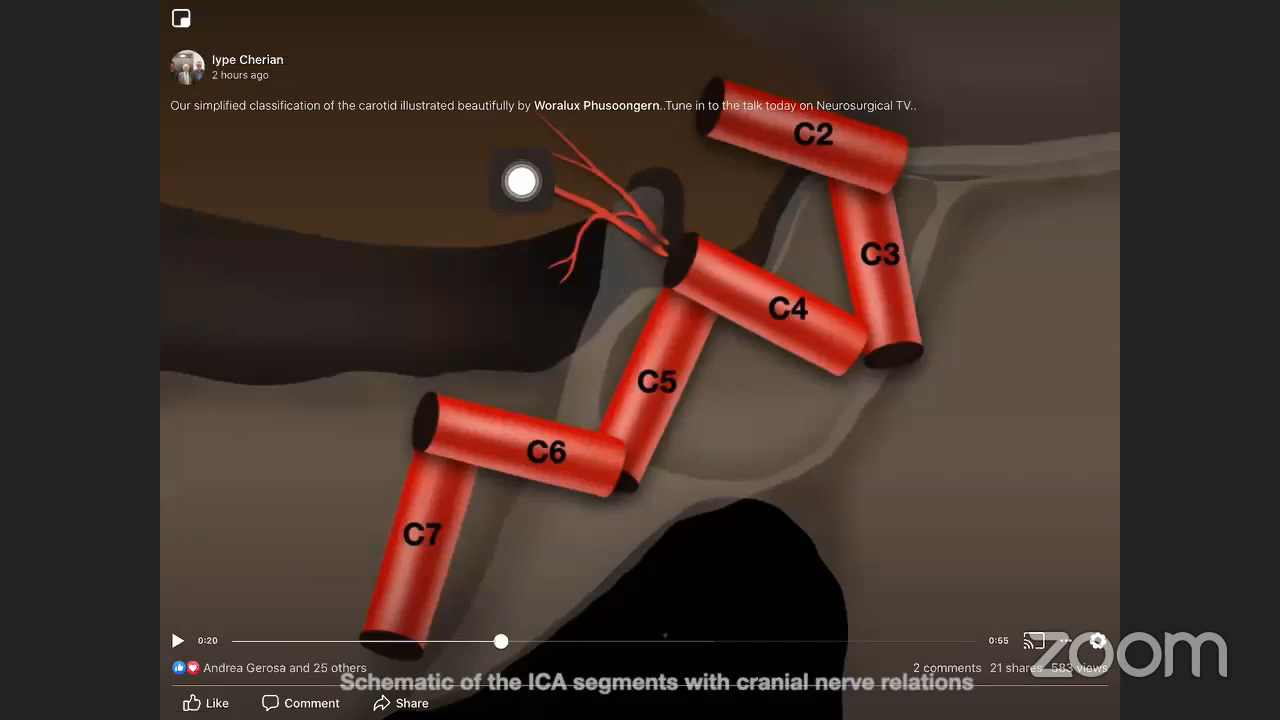 Iype Cherian
2 hours ago
Our simplified classification of the carotid illustrated beautifully by Woralux Phusoongern..Tune in to the talk today on Neurosurgical TV..
C2
C3
C4
C5
C6
C7
0:20
0:55
Andrea Gerosa and 25 others
2 comments 21 shares 583 views
zoom
Schematic of the ICA segments with cranial nerve relations
Like Comment Share